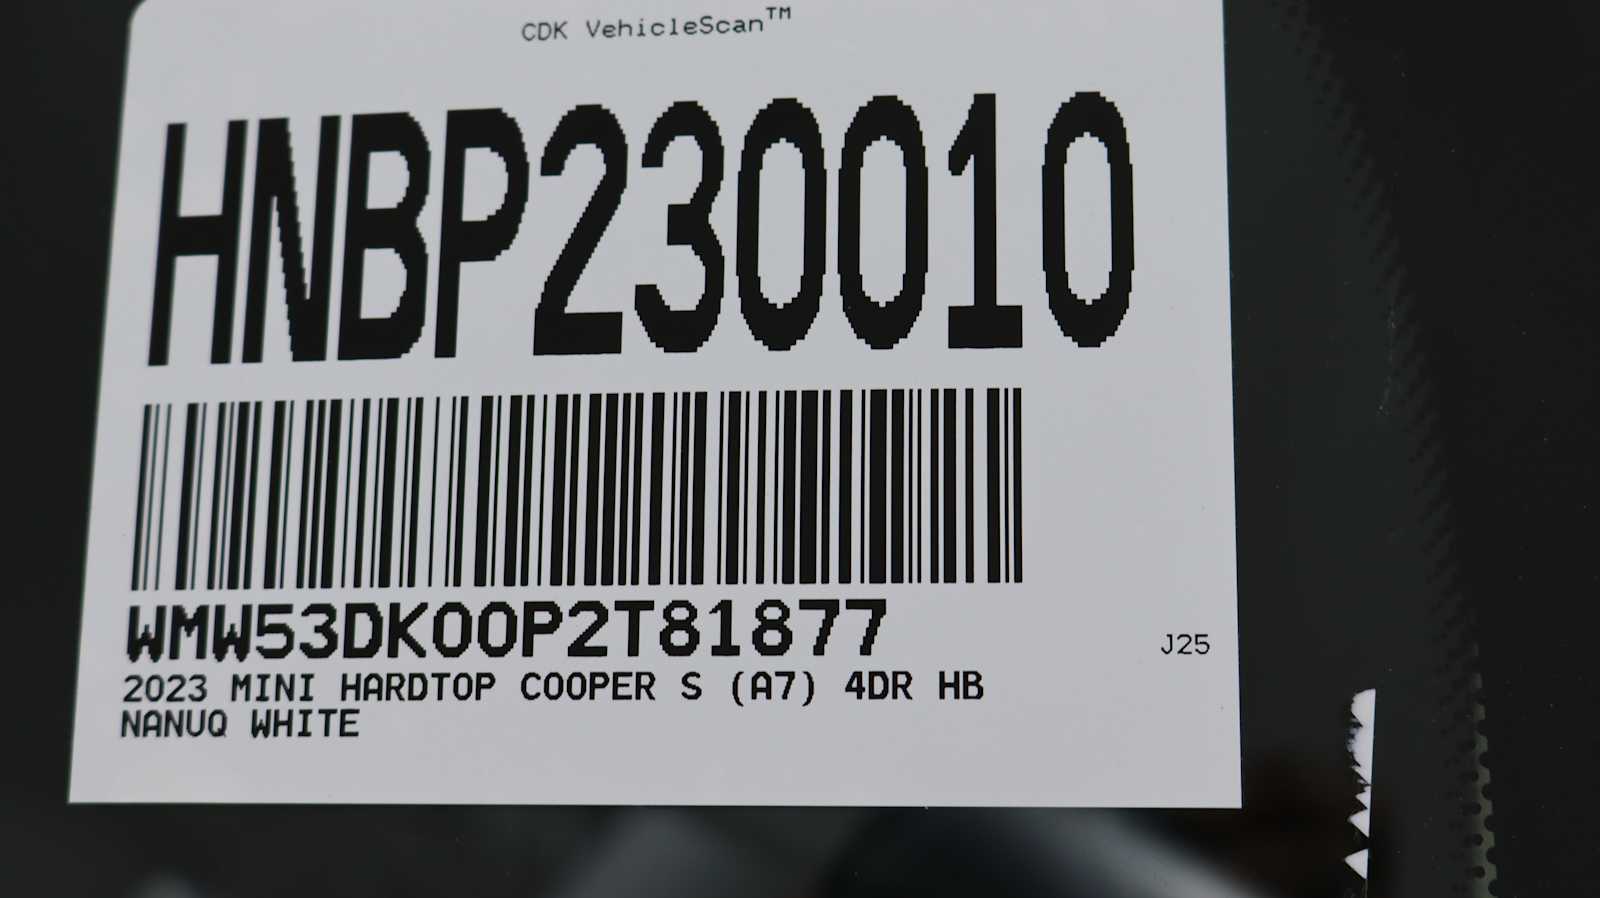 CDK VehicleScan™
HNBP230010
WMW53DK00P2T81877
J25
2023 MINI HARDTOP COOPER S (A7) 4DR HB
NANUQ WHITE